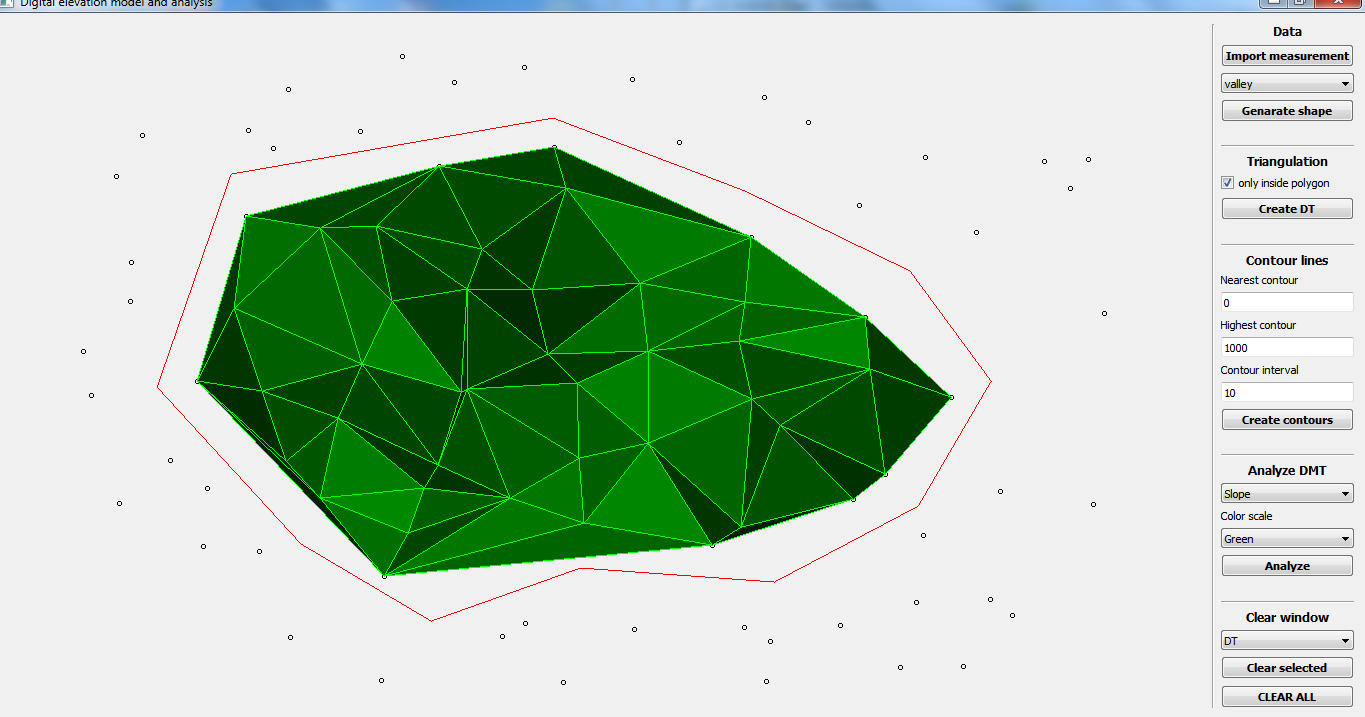 Digital elevation model and analysis
Data
Import measurement
valley
Genarate shape
Triangulation
only inside polygon
Create DT
Contour lines
Nearest contour
0
Highest contour
1000
Contour interval
10
Create contours
Analyze DMT
Slope
Color scale
Green
Analyze
Clear window
DT
Clear selected
CLEAR ALL